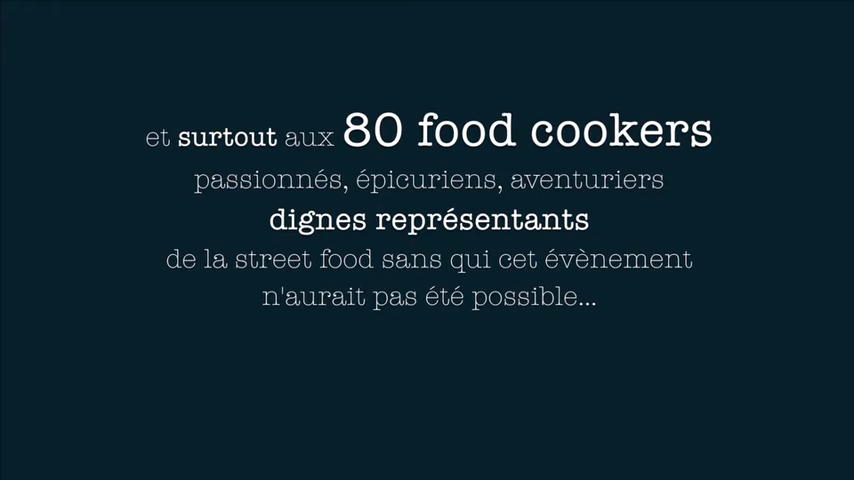 et surtout aux 80 food cookers
passionnés, épicuriens, aventuriers
dignes représentants
de la street food sans qui cet évènement
n'aurait pas été possible...